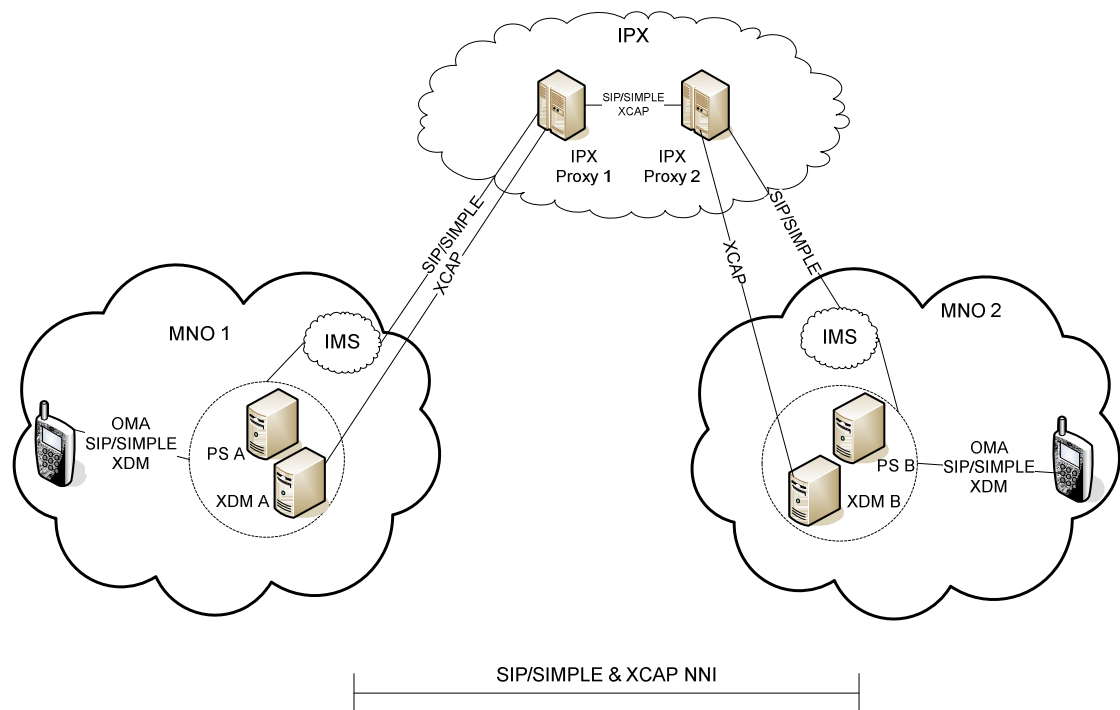 IPX
SIP/SIMPLE
XCAP
IPX
Proxy 1
IPX
Proxy 2
SIP/SIMPLE
XCAP
XCAP
SIP/SIMPLE
MNO 1
IMS
OMA
SIP/SIMPLE
XDM
PS A
XDM A
MNO 2
IMS
PS B
XDM B
OMA
SIP/SIMPLE
XDM
SIP/SIMPLE & XCAP NNI